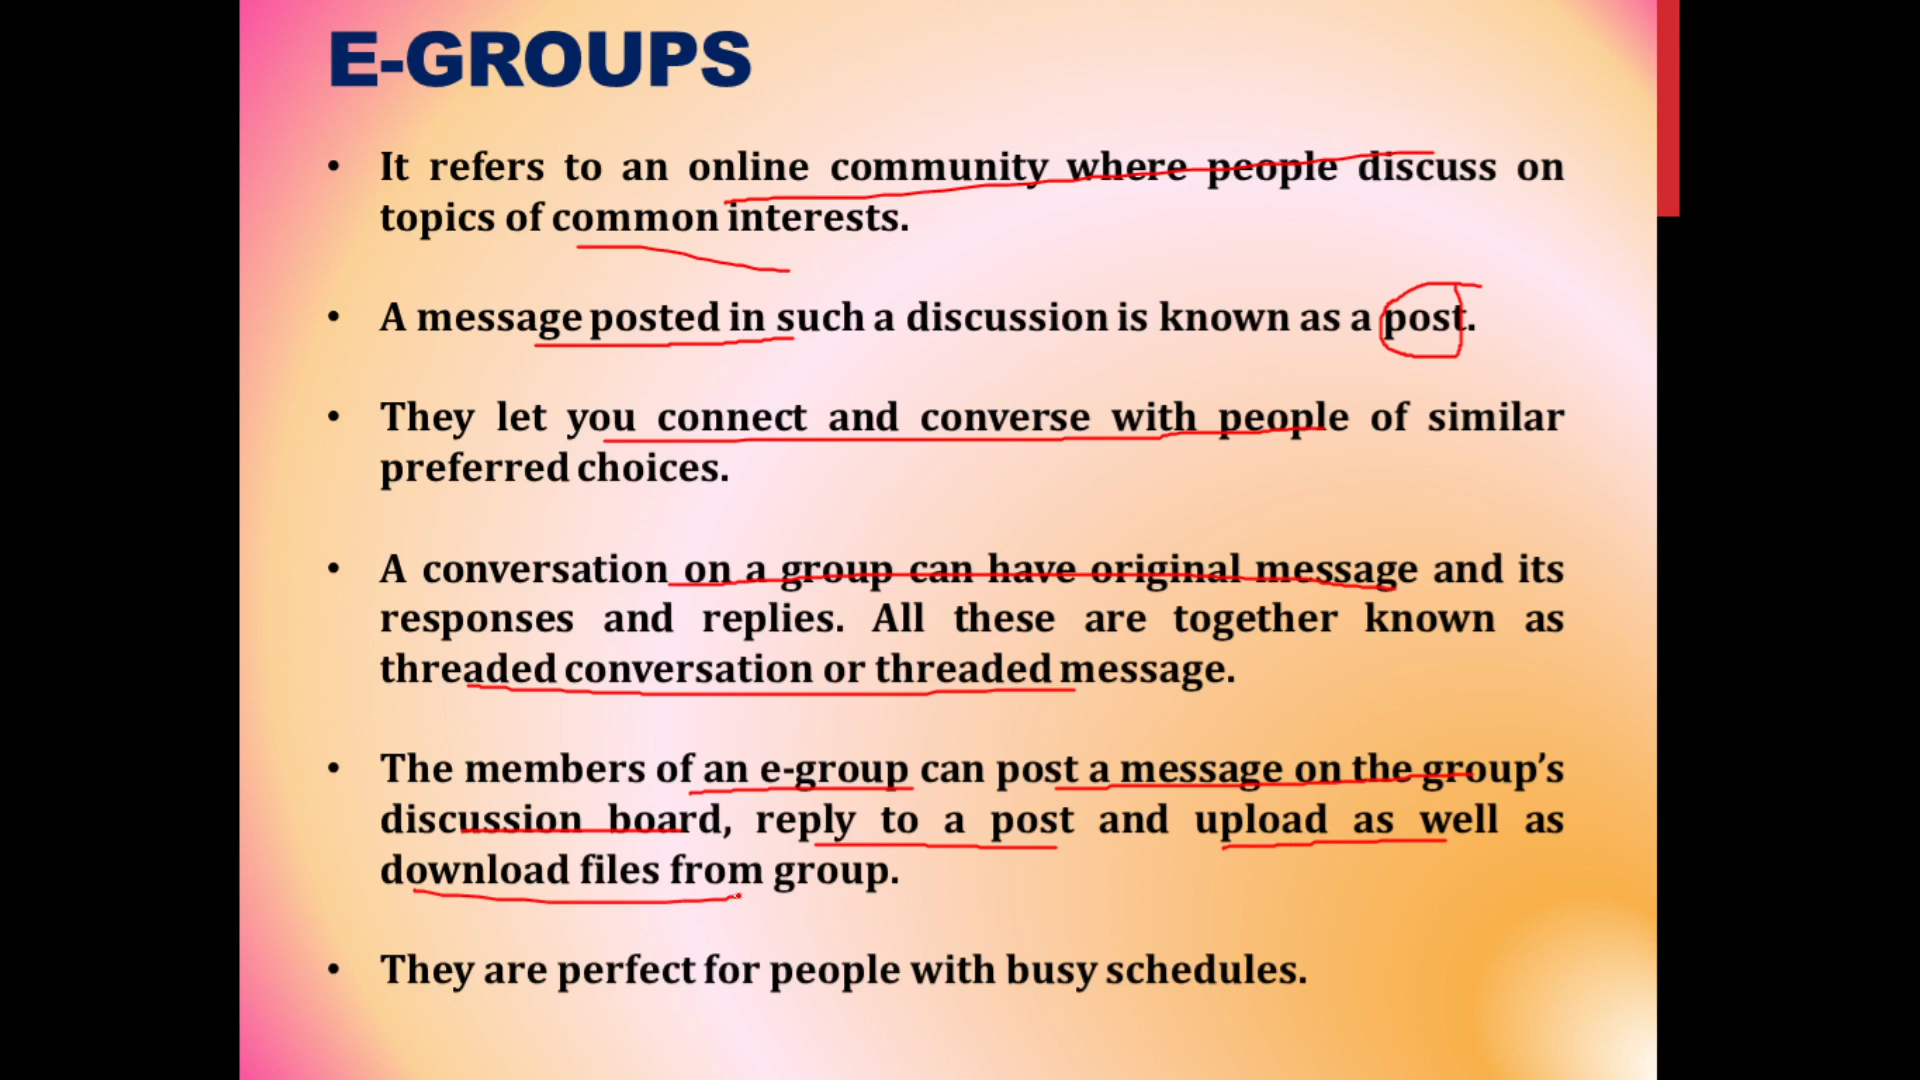 E-GROUPS
• It refers to an online community where people discuss on
topics of common interests.
• A message posted in such a discussion is known as a post.
• They let you connect and converse with people of similar
preferred choices.
• A conversation on a group can have original message and its
responses and replies. All these are together known as
threaded conversation or threaded message.
• The members of an e-group can post a message on the group’s
discussion board, reply to a post and upload as well as
download files from group.
• They are perfect for people with busy schedules.